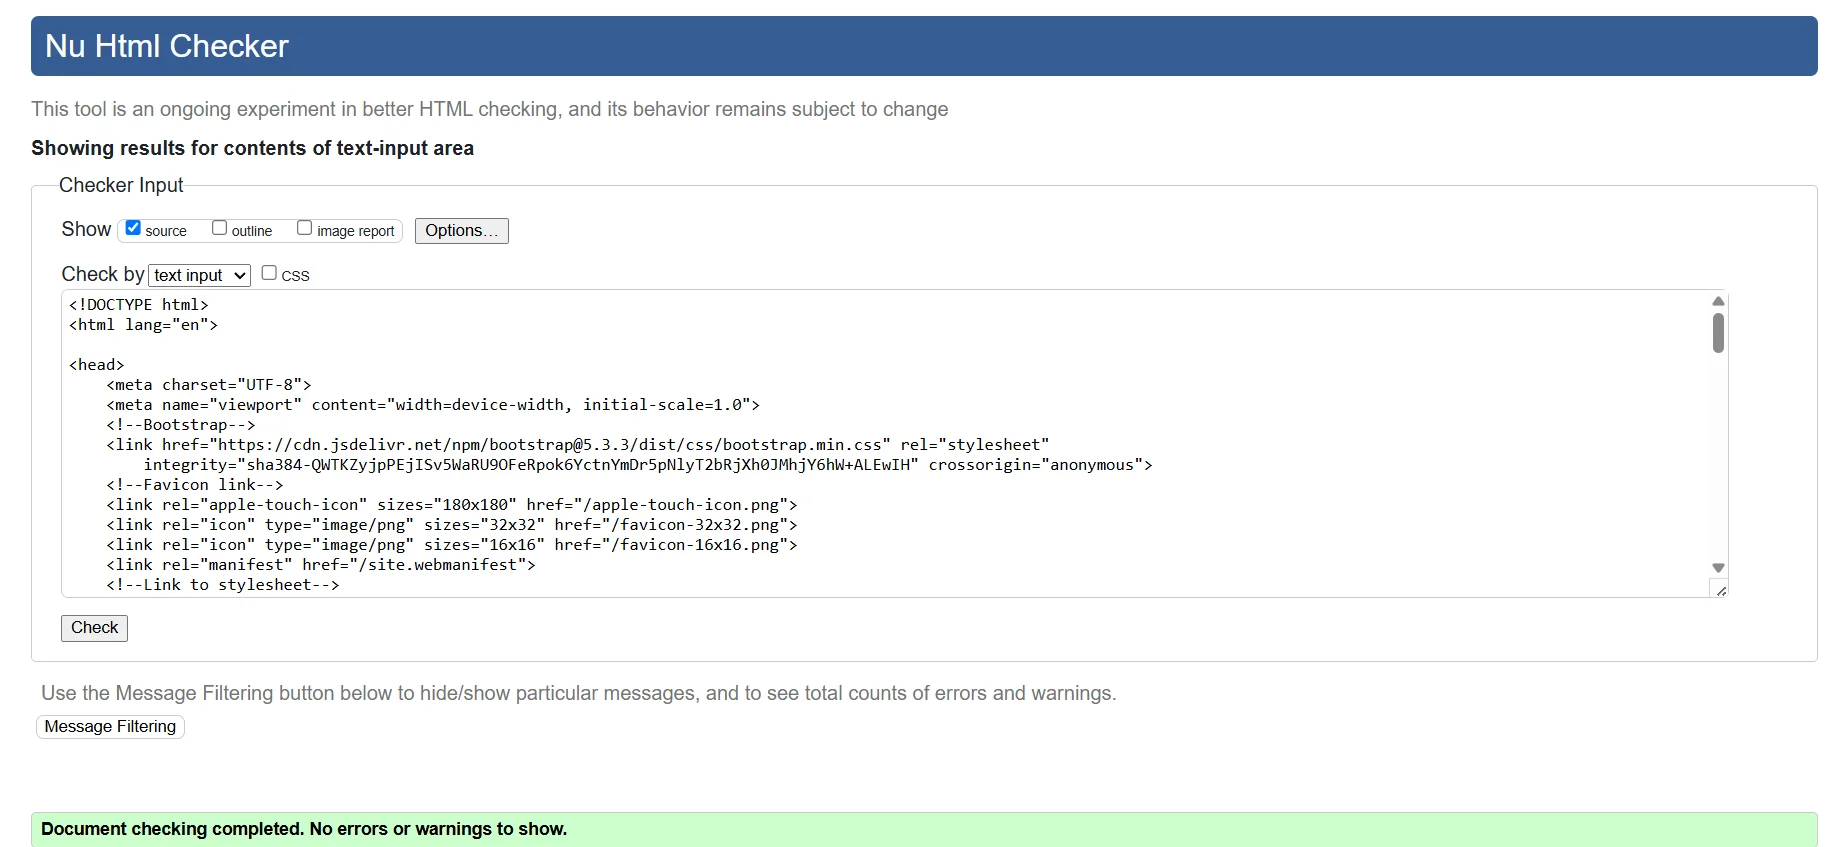 Nu Html Checker
This tool is an ongoing experiment in better HTML checking, and its behavior remains subject to change
Showing results for contents of text-input area
Checker Input
Show source outline image report Options...
Check by text input CSS
<!DOCTYPE html>
<html lang="en">
<head>
<meta charset="UTF-8">
<meta name="viewport" content="width=device-width, initial-scale=1.0">
<!--Bootstrap-->
<link href="https://cdn.jsdelivr.net/npm/bootstrap@5.3.3/dist/css/bootstrap.min.css" rel="stylesheet"
integrity="sha384-QWTKZyjpPEjISv5WaRU9OFeRpok6YctnYmDr5pNlyT2bRjXh0JMhjY6hW+ALEwIH" crossorigin="anonymous">
<!--Favicon link-->
<link rel="apple-touch-icon" sizes="180x180" href="/apple-touch-icon.png">
<link rel="icon" type="image/png" sizes="32x32" href="/favicon-32x32.png">
<link rel="icon" type="image/png" sizes="16x16" href="/favicon-16x16.png">
<link rel="manifest" href="/site.webmanifest">
<!--Link to stylesheet-->
Check
Use the Message Filtering button below to hide/show particular messages, and to see total counts of errors and warnings.
Message Filtering
Document checking completed. No errors or warnings to show.